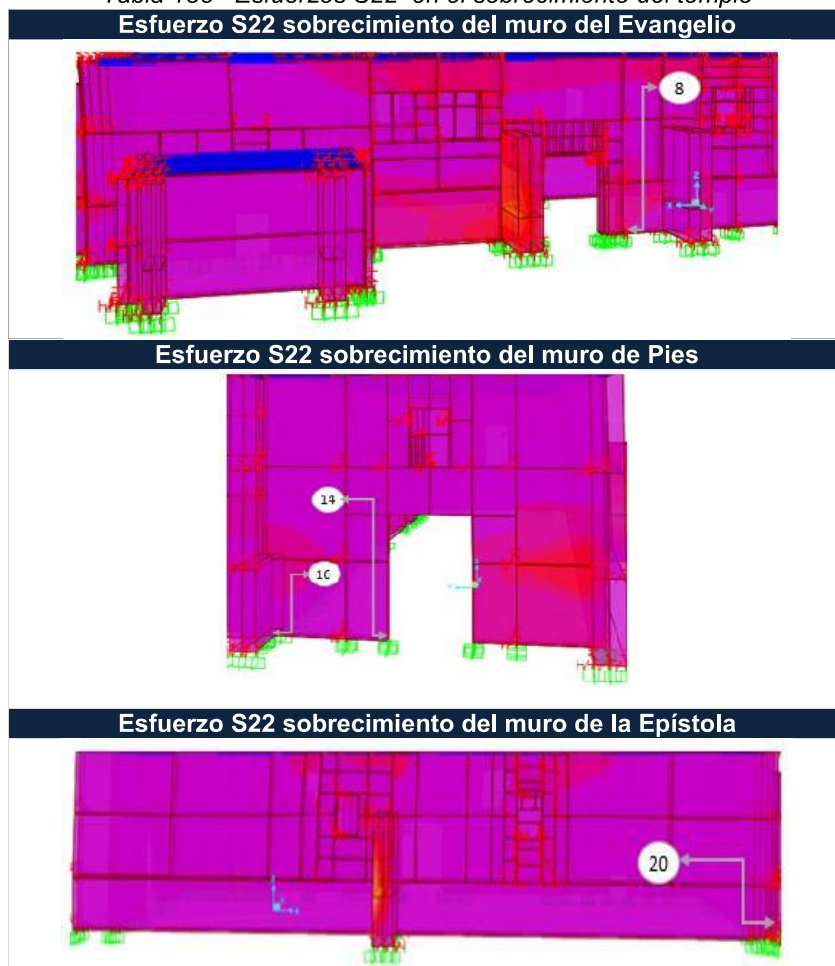 Esfuerzo S22 sobrecimiento del muro del Evangelio
8
Esfuerzo S22 sobrecimiento del muro de Pies
14
16
Esfuerzo S22 sobrecimiento del muro de la Epístola
20